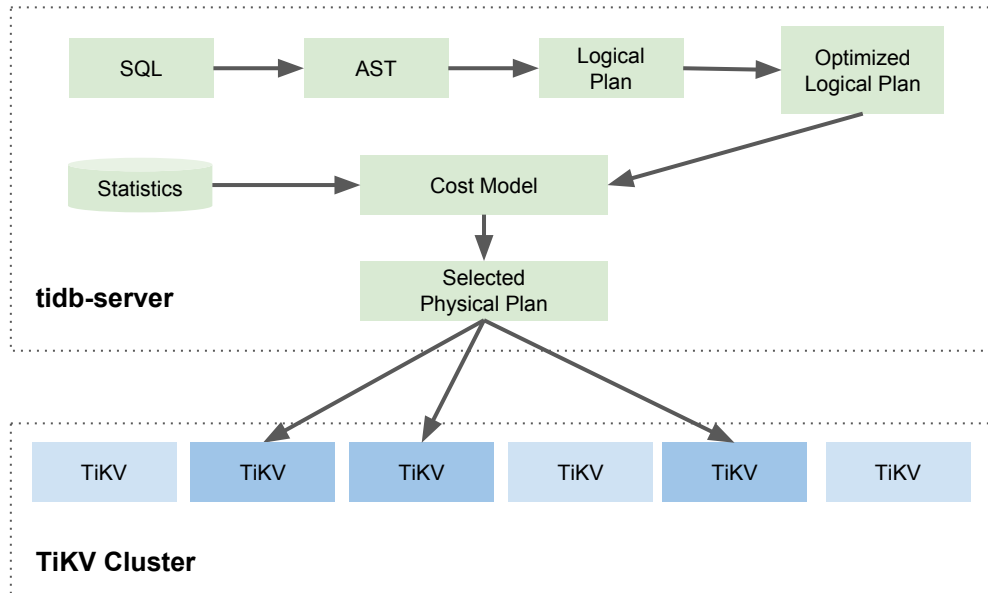 SQL
AST
Logical
Plan
Optimized
Logical Plan
Statistics
Cost Model
Selected
Physical Plan
tidb-server
TiKV
TiKV
TiKV
TiKV
TiKV
TiKV
TiKV Cluster